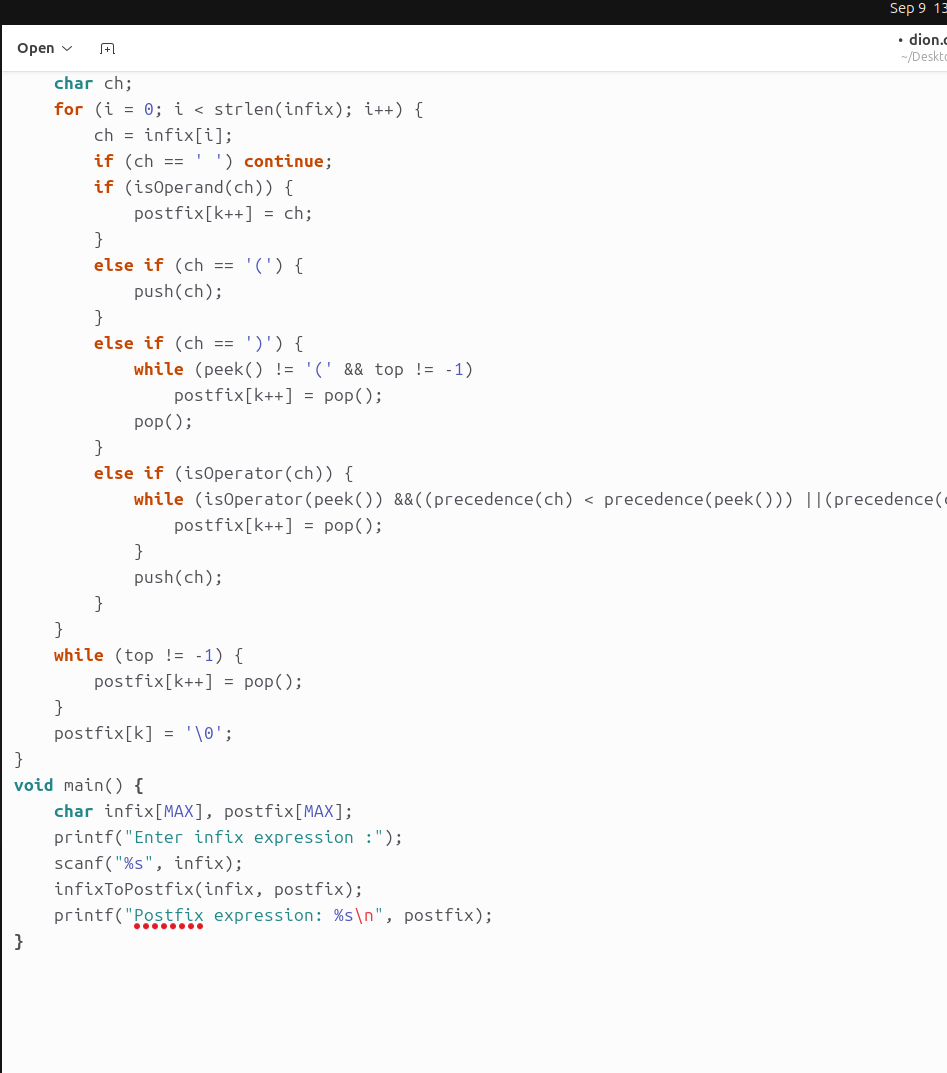 Sep 9 13
Open
• dion.c
~/Deskto
    char ch;
    for (i = 0; i < strlen(infix); i++) {
        ch = infix[i];
        if (ch == ' ') continue;
        if (isOperand(ch)) {
            postfix[k++] = ch;
        }
        else if (ch == '(') {
            push(ch);
        }
        else if (ch == ')') {
            while (peek() != '(' && top != -1)
                postfix[k++] = pop();
            pop();
        }
        else if (isOperator(ch)) {
            while (isOperator(peek()) &&((precedence(ch) < precedence(peek())) ||(precedence(c
                postfix[k++] = pop();
            }
            push(ch);
        }
    }
    while (top != -1) {
        postfix[k++] = pop();
    }
    postfix[k] = '\0';
}
void main() {
    char infix[MAX], postfix[MAX];
    printf("Enter infix expression :");
    scanf("%s", infix);
    infixToPostfix(infix, postfix);
    printf("Postfix expression: %s\n", postfix);
}